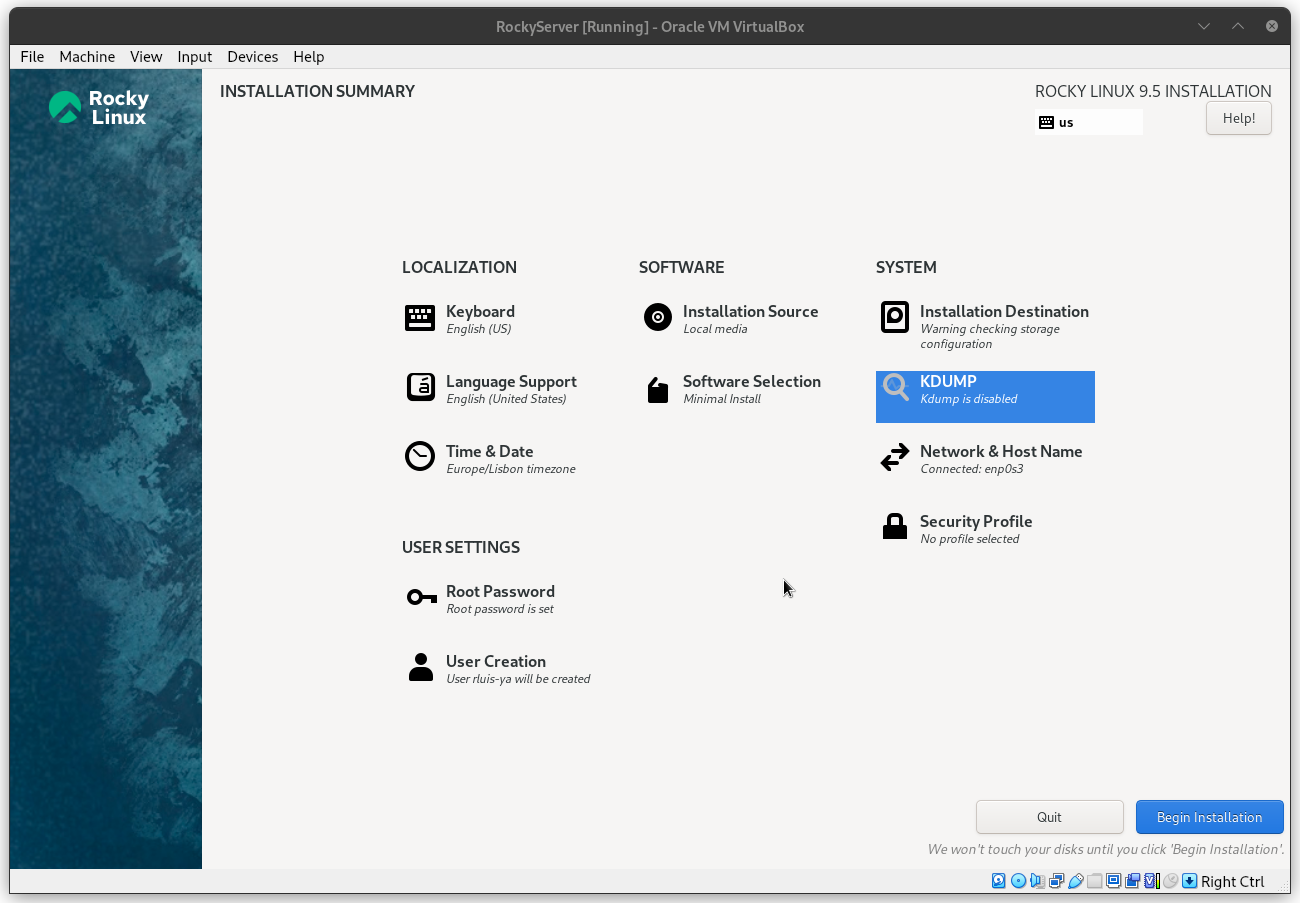 RockyServer [Running] - Oracle VM VirtualBox
File Machine View Input Devices Help
Rocky
Linux
INSTALLATION SUMMARY
ROCKY LINUX 9.5 INSTALLATION
us
Help!
LOCALIZATION
Keyboard
English (US)
Language Support
English (United States)
Time & Date
Europe/Lisbon timezone
SOFTWARE
Installation Source
Local media
Software Selection
Minimal Install
SYSTEM
Installation Destination
Warning checking storage
configuration
KDUMP
Kdump is disabled
Network & Host Name
Connected: enp0s3
Security Profile
No profile selected
USER SETTINGS
Root Password
Root password is set
User Creation
User rluis-ya will be created
Quit
Begin Installation
We won't touch your disks until you click 'Begin Installation'.
Right Ctrl